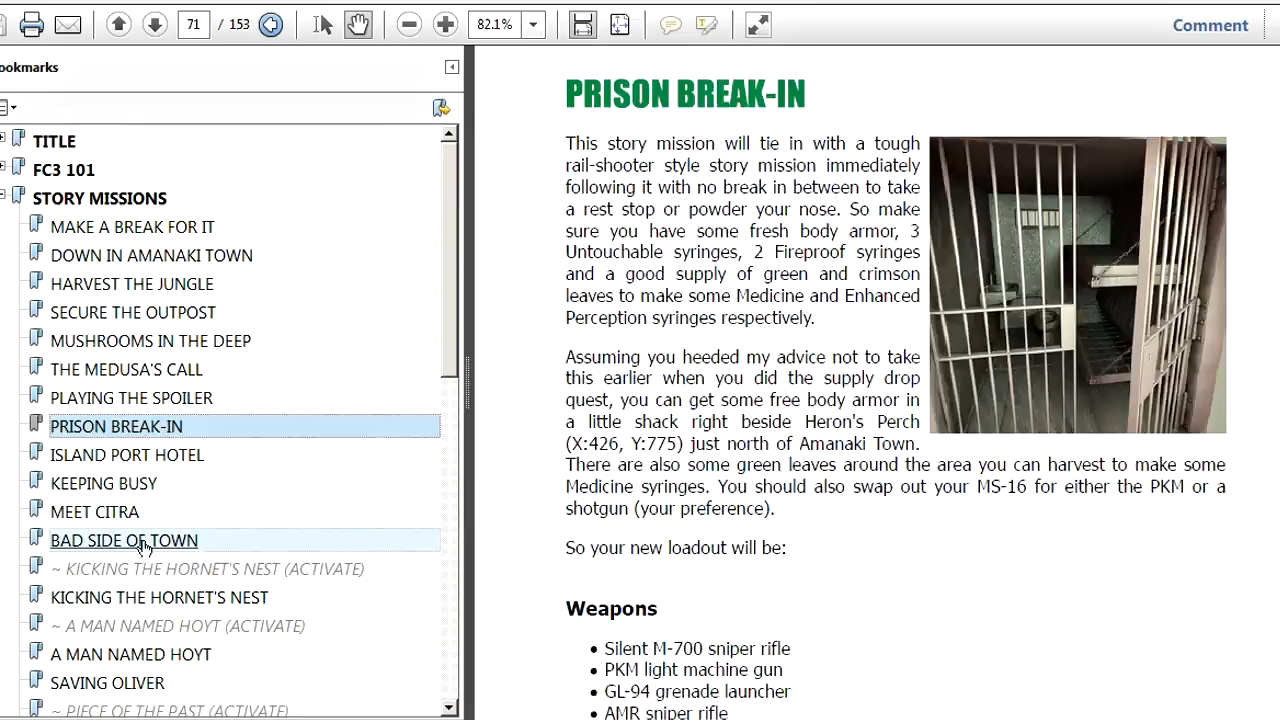 71 / 153
82.1%
Comment
ookmarks
TITLE
FC3 101
STORY MISSIONS
MAKE A BREAK FOR IT
DOWN IN AMANAKI TOWN
HARVEST THE JUNGLE
SECURE THE OUTPOST
MUSHROOMS IN THE DEEP
THE MEDUSA'S CALL
PLAYING THE SPOILER
PRISON BREAK-IN
ISLAND PORT HOTEL
KEEPING BUSY
MEET CITRA
BAD SIDE OF TOWN
~ KICKING THE HORNET'S NEST (ACTIVATE)
KICKING THE HORNET'S NEST
~ A MAN NAMED HOYT (ACTIVATE)
A MAN NAMED HOYT
SAVING OLIVER
~ PIECE OF THE PAST (ACTIVATE)
PRISON BREAK-IN
This story mission will tie in with a tough
rail-shooter style story mission immediately
following it with no break in between to take
a rest stop or powder your nose. So make
sure you have some fresh body armor, 3
Untouchable syringes, 2 Fireproof syringes
and a good supply of green and crimson
leaves to make some Medicine and Enhanced
Perception syringes respectively.
Assuming you heeded my advice not to take
this earlier when you did the supply drop
quest, you can get some free body armor in
a little shack right beside Heron's Perch
(X:426, Y:775) just north of Amanaki Town.
There are also some green leaves around the area you can harvest to make some
Medicine syringes. You should also swap out your MS-16 for either the PKM or a
shotgun (your preference).
So your new loadout will be:
Weapons
• Silent M-700 sniper rifle
• PKM light machine gun
• GL-94 grenade launcher
• AMR sniper rifle